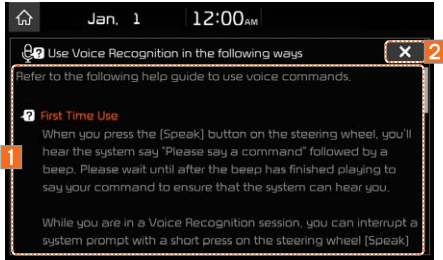 Jan. 1 12:00AM
Use Voice Recognition in the following ways
2
Refer to the following help guide to use voice commands.
First Time Use
When you press the [Speak] button on the steering wheel, you'll
hear the system say "Please say a command" followed by a
1
beep. Please wait until after the beep has finished playing to
say your command to ensure that the system can hear you.
While you are in a Voice Recognition session, you can interrupt a
system prompt with a short press on the steering wheel [Speak]